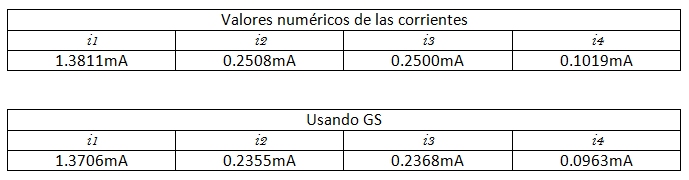 Valores numéricos de las corrientes
i1 i2 i3 i4
1.3811mA 0.2508mA 0.2500mA 0.1019mA
Usando GS
i1 i2 i3 i4
1.3706mA 0.2355mA 0.2368mA 0.0963mA